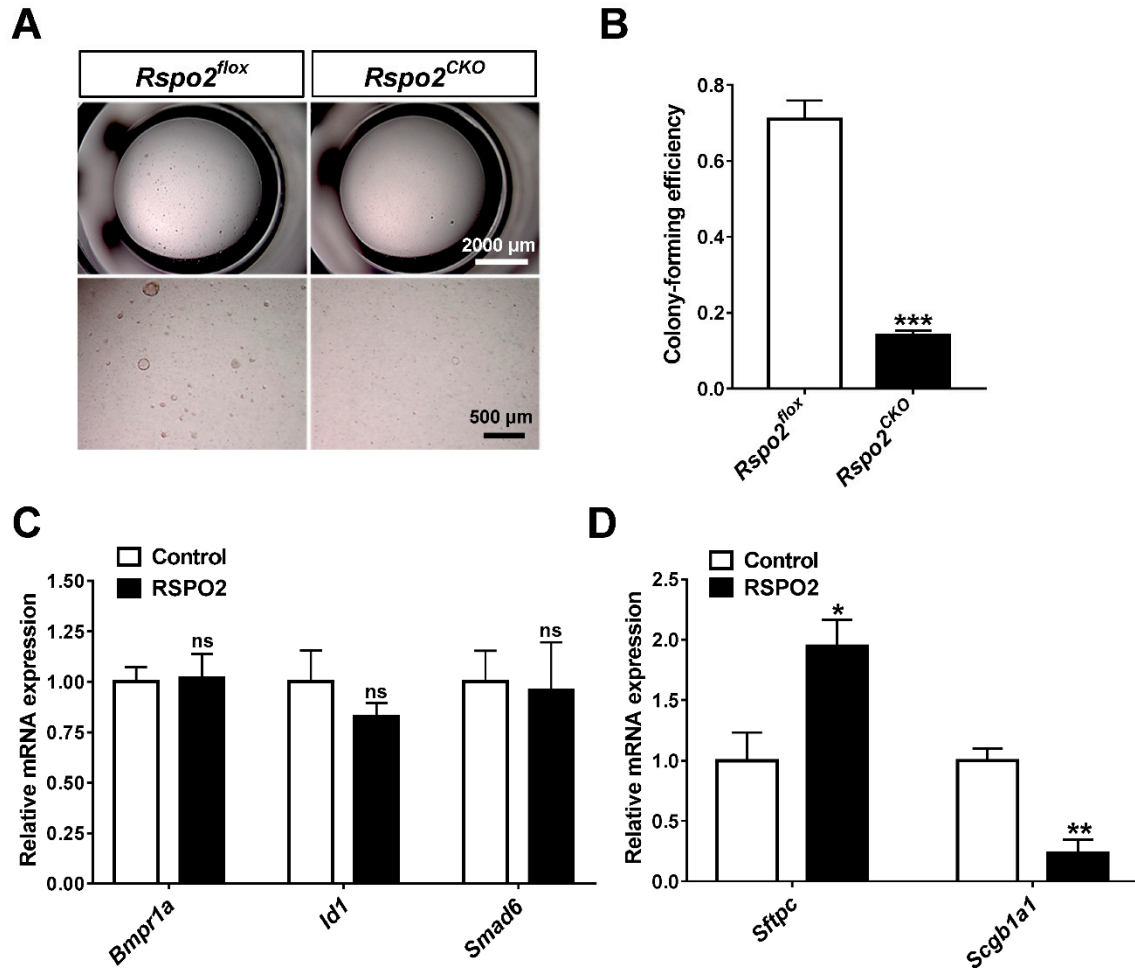 A
Rspo2flox
Rspo2CKO
2000 μm
500 μm
B
Colony-forming efficiency
0.8
0.6
0.4
0.2
0.0
***
Rspo2flox
Rspo2CKO
C
Control
RSPO2
Relative mRNA expression
1.50
1.25
1.00
0.75
0.50
0.25
0.00
ns
ns
ns
Bmpr1a
Id1
Smad6
D
Control
RSPO2
Relative mRNA expression
2.5
2.0
1.5
1.0
0.5
0.0
*
**
Sftpc
Scgb1a1